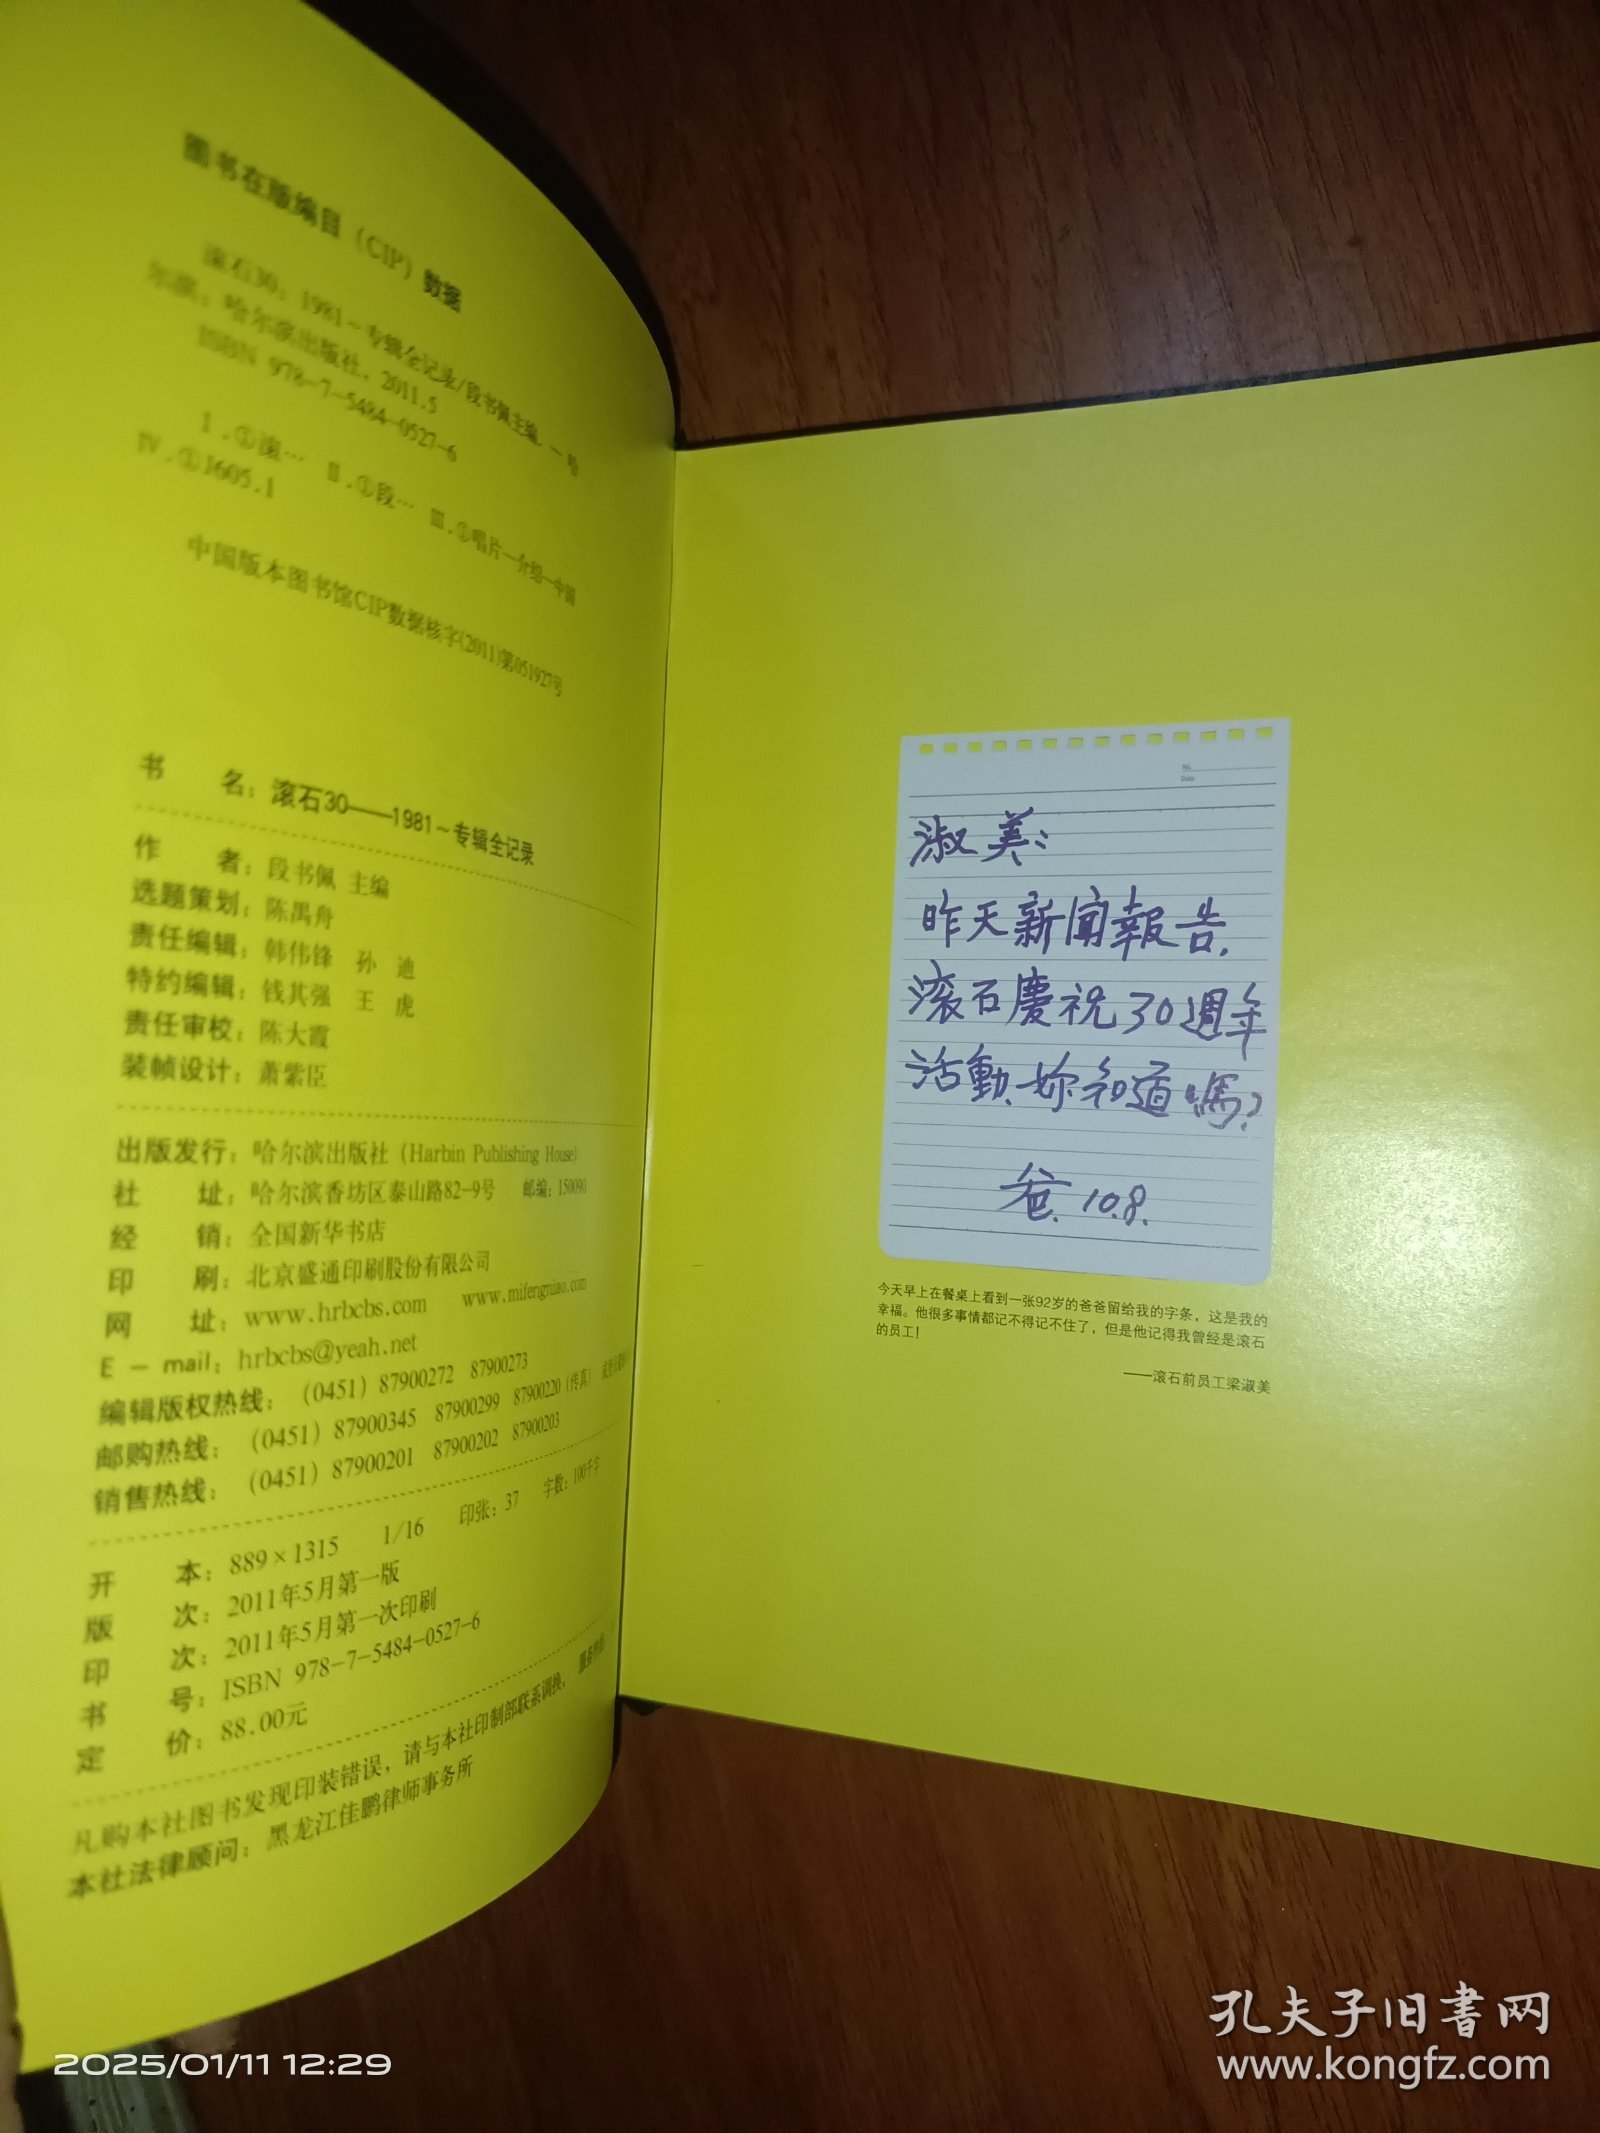 图书在版编目（CIP）数据
滚石30：1981～专辑全记录/段书佩主编. —哈
尔滨：哈尔滨出版社，2011.5
ISBN 978-7-5484-0527-6
Ⅰ.①滚… Ⅱ.①段… Ⅲ.①唱片—介绍—中国
Ⅳ.①J605.1
中国版本图书馆CIP数据核字(2011)第051927号
书 名：滚石30——1981～专辑全记录
作 者：段书佩 主编
选题策划：陈禺舟
责任编辑：韩伟锋 孙 迪
特约编辑：钱其强 王 虎
责任审校：陈大霞
装帧设计：萧紫臣
出版发行：哈尔滨出版社（Harbin Publishing House）
社 址：哈尔滨香坊区泰山路82-9号 邮编：150090
经 销：全国新华书店
印 刷：北京盛通印刷股份有限公司
网 址：www.hrbcbs.com www.mifengniao.com
E－mail：hrbcbs@yeah.net
编辑版权热线：（0451）87900272 87900273
邮购热线：（0451）87900345 87900299 87900220（传真）
销售热线：（0451）87900201 87900202 87900203
开 本：889×1315 1/16 印张：37 字数：100千字
版 次：2011年5月第一版
印 次：2011年5月第一次印刷
书 号：ISBN 978-7-5484-0527-6
定 价：88.00元
凡购本社图书发现印装错误，请与本社印制部联系调换。 服务热线：
本社法律顾问：黑龙江佳鹏律师事务所
No.
Date.
淑美：
昨天新聞報告，
滚石慶祝30週年
活動，妳知道嗎？
爸. 10.8.
今天早上在餐桌上看到一张92岁的爸爸留给我的字条，这是我的
幸福。他很多事情都记不得记不住了，但是他记得我曾经是滚石
的员工！
——滚石前员工梁淑美
孔夫子旧書网
www.kongfz.com
2025/01/11 12:29